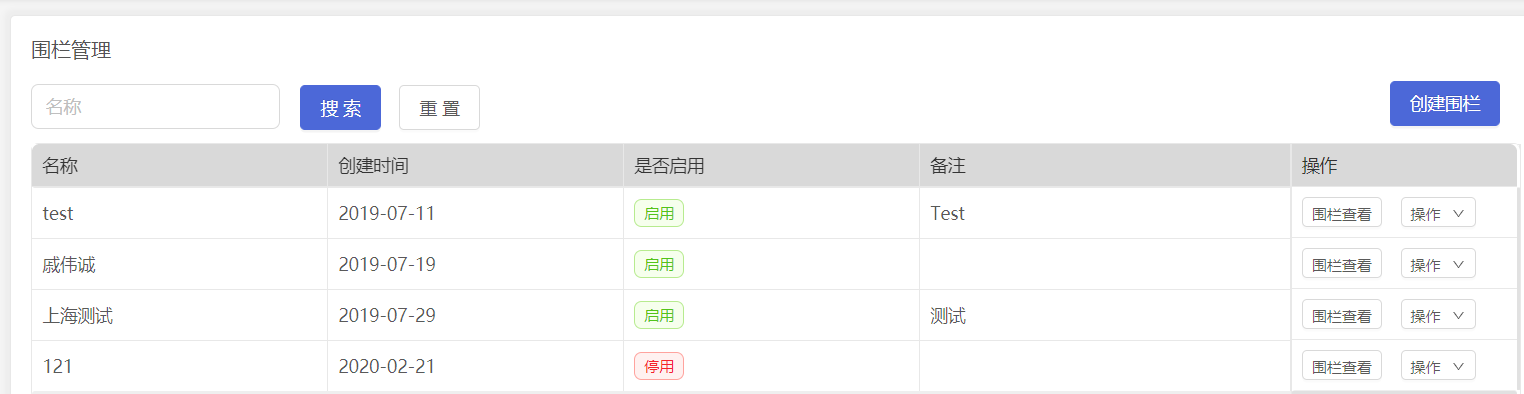 围栏管理
名称 搜 索 重 置 创建围栏
名称 创建时间 是否启用 备注 操作
test 2019-07-11 启用 Test 围栏查看 操作
戚伟诚 2019-07-19 启用 围栏查看 操作
上海测试 2019-07-29 启用 测试 围栏查看 操作
121 2020-02-21 停用 围栏查看 操作